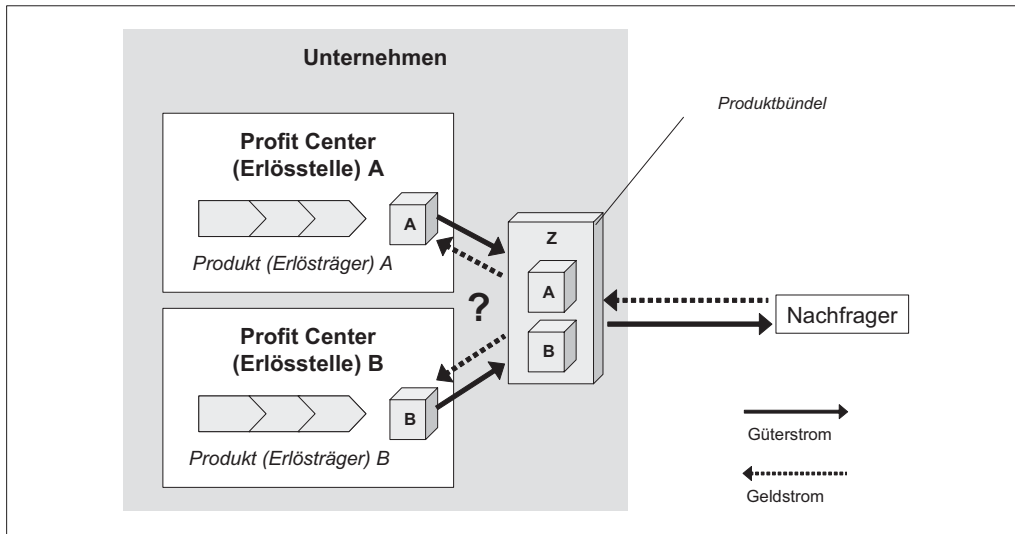 Unternehmen
Produktbündel
Profit Center
(Erlösstelle) A
A
Produkt (Erlösträger) A
Z
A
B
?
Nachfrager
Profit Center
(Erlösstelle) B
B
Produkt (Erlösträger) B
Güterstrom
Geldstrom